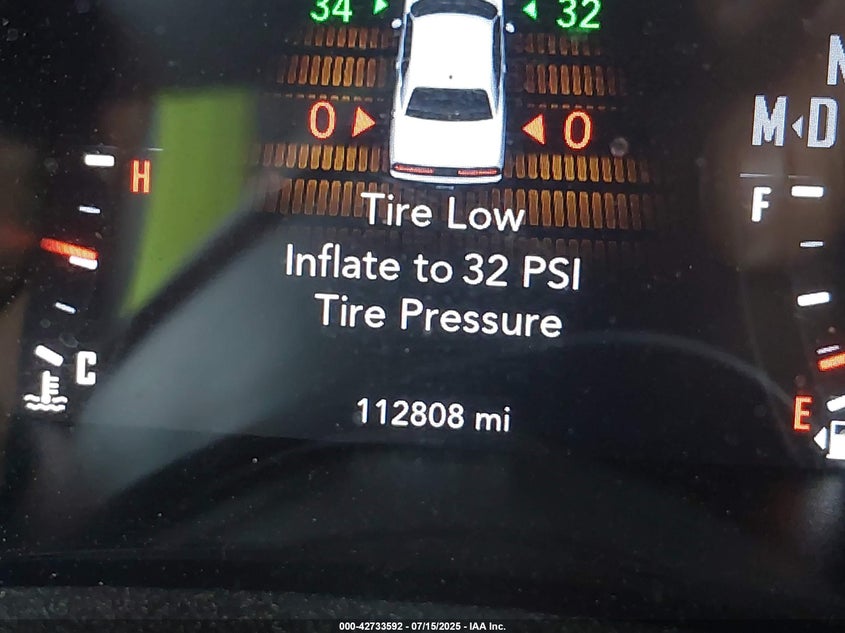 34 32
0 0
N
M D
H
F
Tire Low
Inflate to 32 PSI
Tire Pressure
C
112808 mi
E
000-42733592 - 07/15/2025 - IAA Inc.